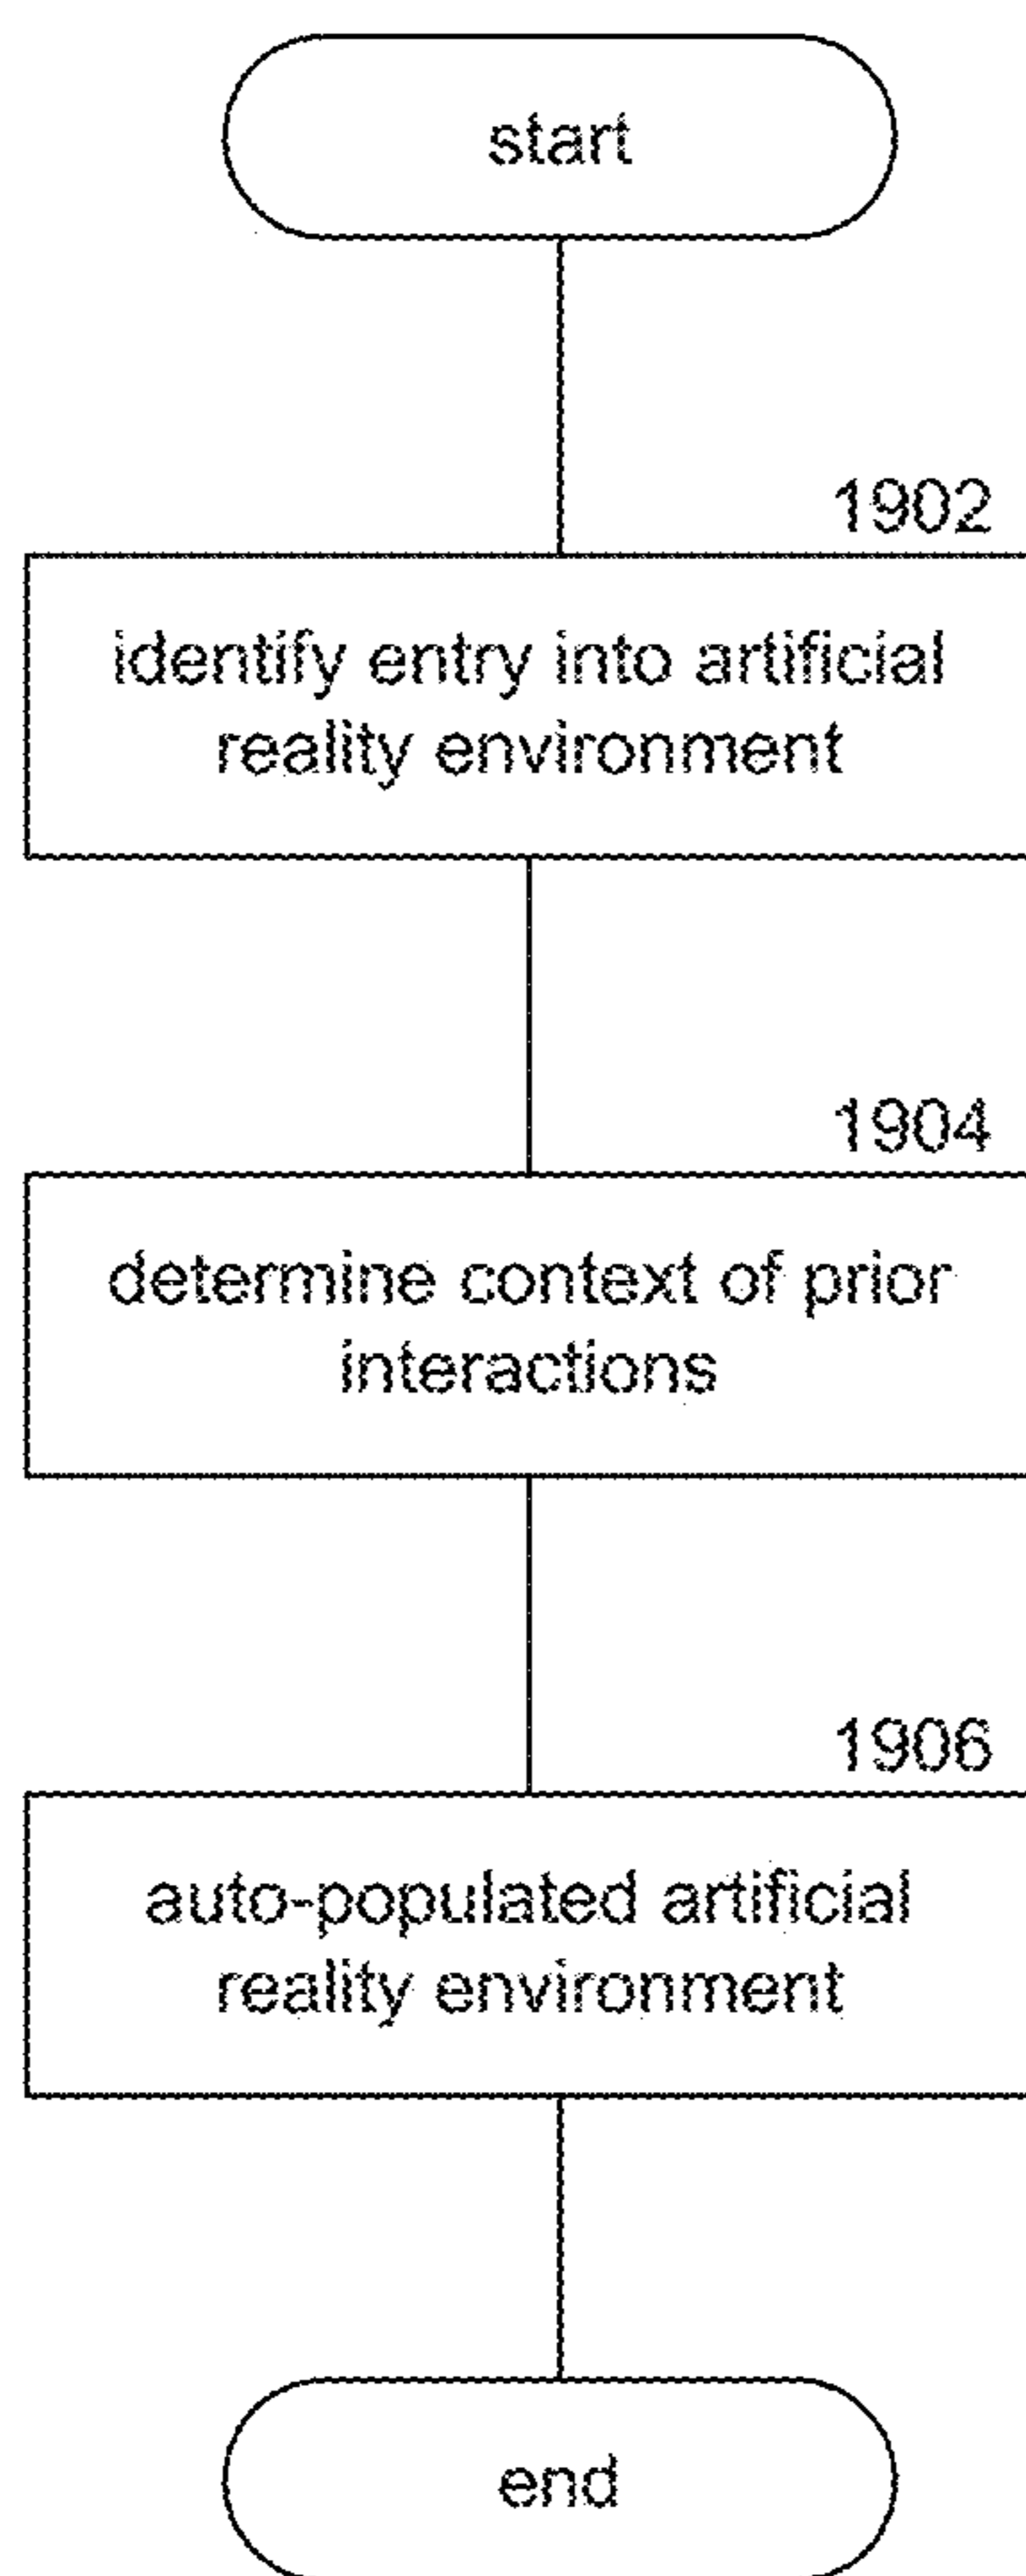 start
1902
identify entry into artificial
reality environment
1904
determine context of prior
interactions
1906
auto-populated artificial
reality environment
end